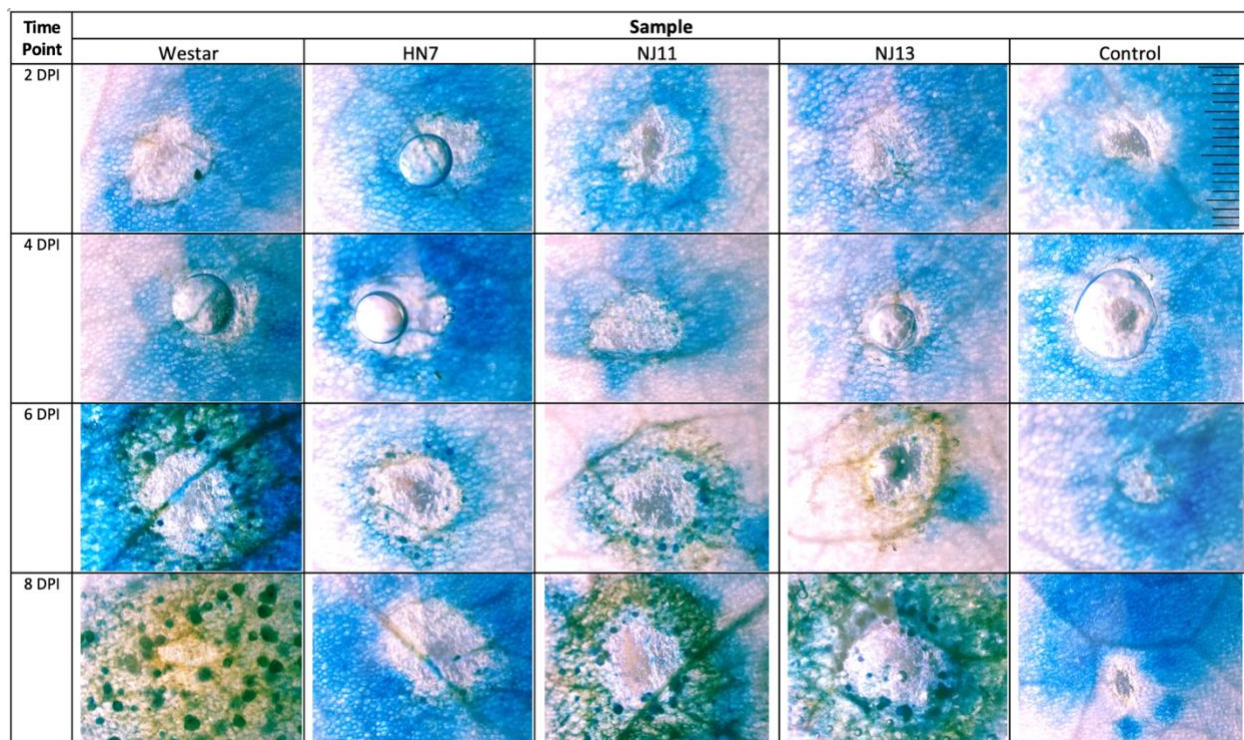 Time Point
Sample
Westar
HN7
NJ11
NJ13
Control
2 DPI
4 DPI
6 DPI
8 DPI